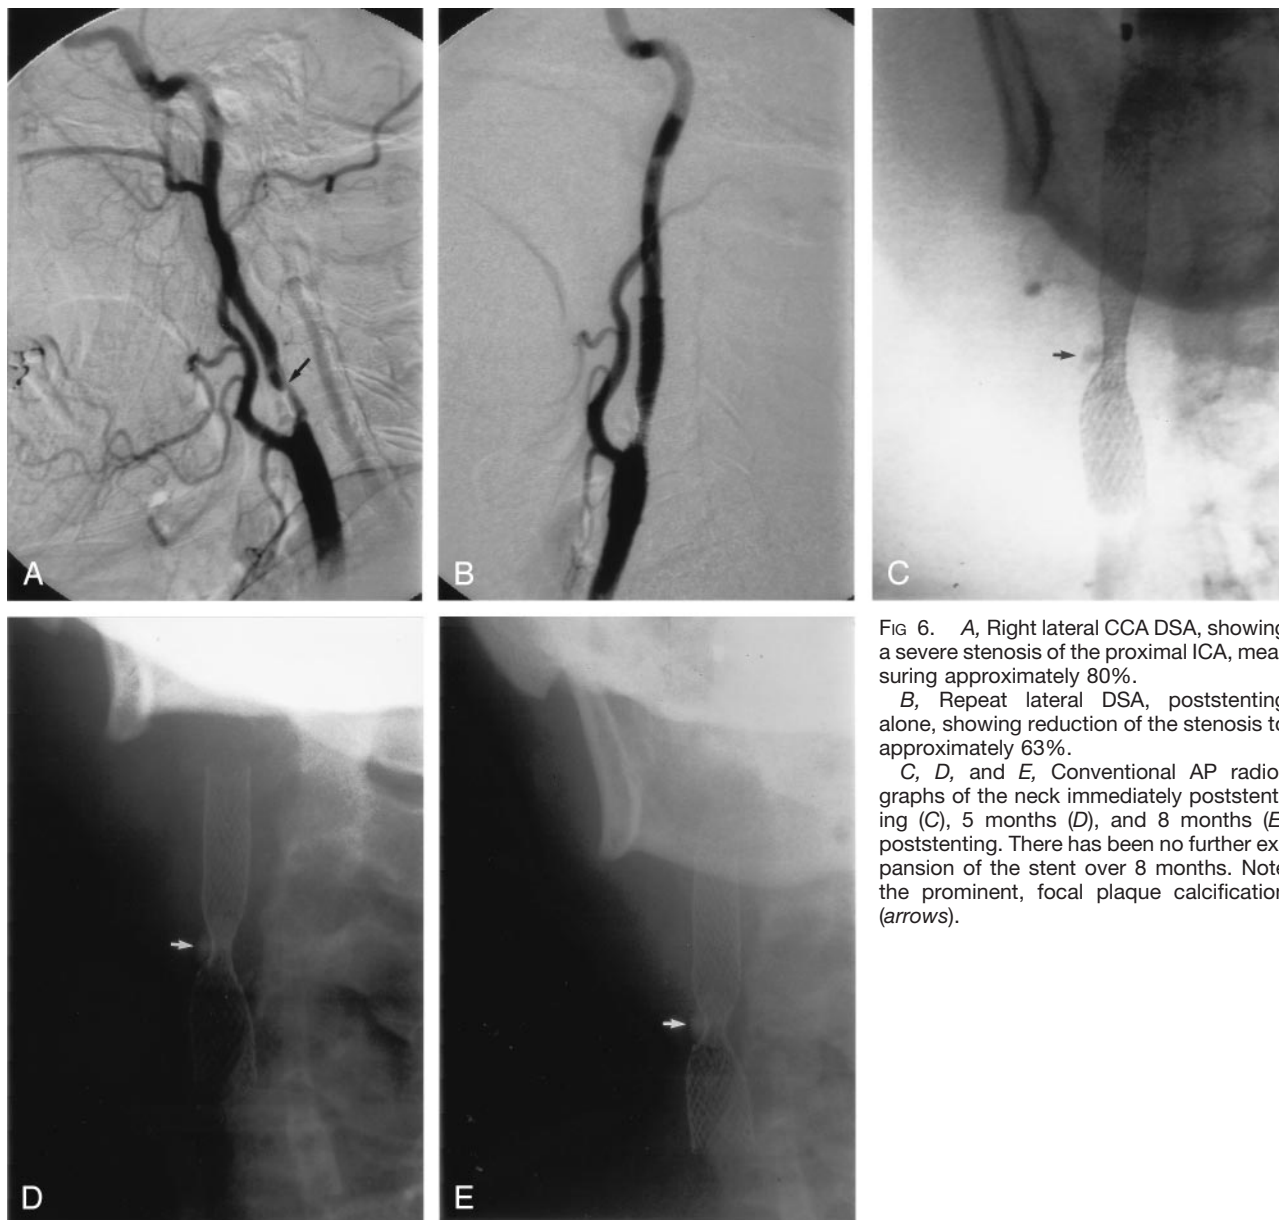 A
B
C
D
E
FIG 6. A, Right lateral CCA DSA, showing
a severe stenosis of the proximal ICA, mea
suring approximately 80%.
B, Repeat lateral DSA, poststenting
alone, showing reduction of the stenosis to
approximately 63%.
C, D, and E, Conventional AP radio
graphs of the neck immediately poststent
ing (C), 5 months (D), and 8 months (E
poststenting. There has been no further ex
pansion of the stent over 8 months. Note
the prominent, focal plaque calcification
(arrows).